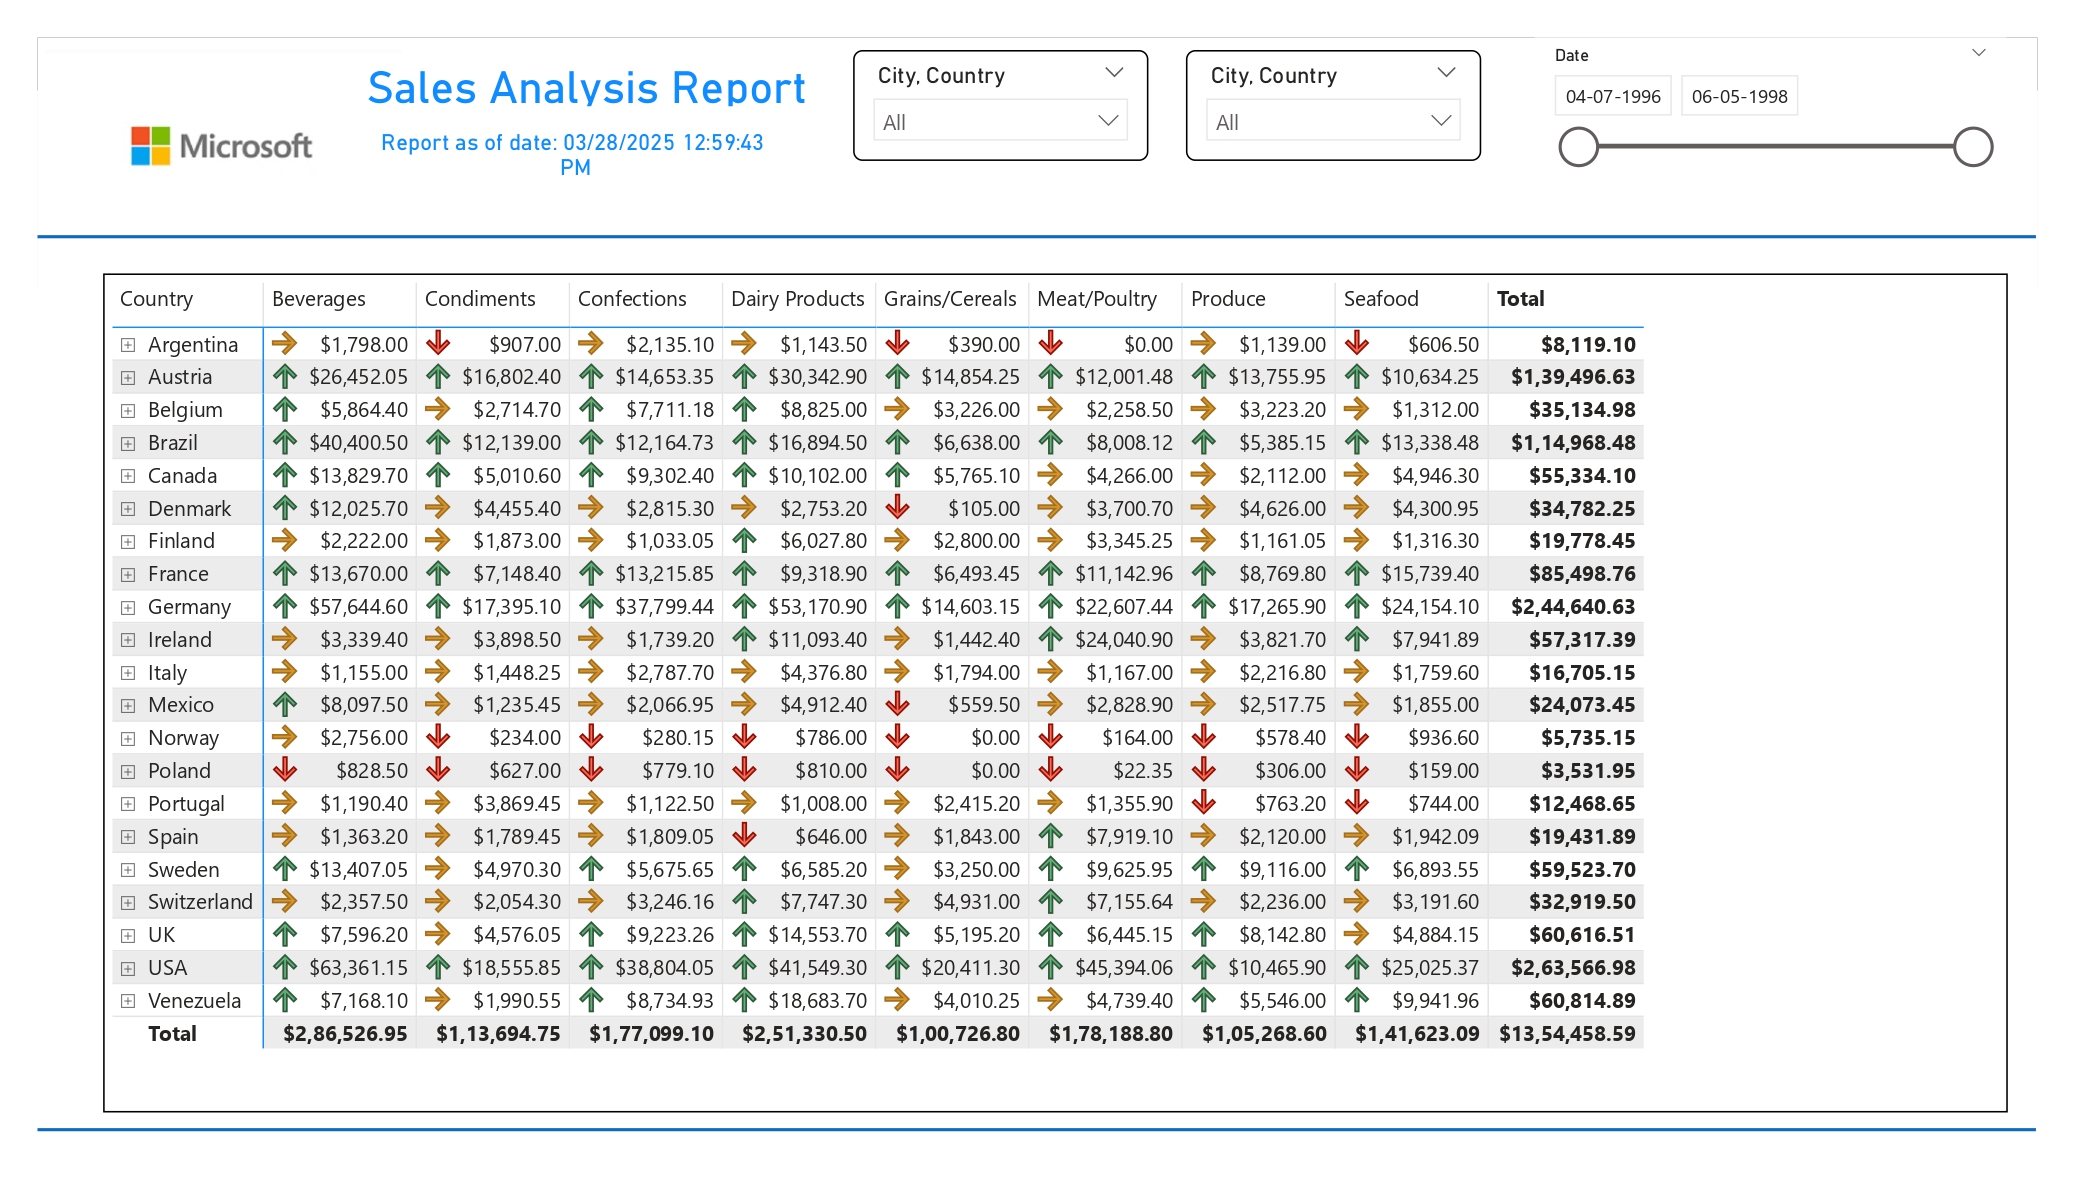 Microsoft
Sales Analysis Report
Report as of date: 03/28/2025 12:59:43
PM
City, Country
All
City, Country
All
Date
04-07-1996 06-05-1998
Country Beverages Condiments Confections Dairy Products Grains/Cereals Meat/Poultry Produce Seafood Total
Argentina $1,798.00 $907.00 $2,135.10 $1,143.50 $390.00 $0.00 $1,139.00 $606.50 $8,119.10
Austria $26,452.05 $16,802.40 $14,653.35 $30,342.90 $14,854.25 $12,001.48 $13,755.95 $10,634.25 $1,39,496.63
Belgium $5,864.40 $2,714.70 $7,711.18 $8,825.00 $3,226.00 $2,258.50 $3,223.20 $1,312.00 $35,134.98
Brazil $40,400.50 $12,139.00 $12,164.73 $16,894.50 $6,638.00 $8,008.12 $5,385.15 $13,338.48 $1,14,968.48
Canada $13,829.70 $5,010.60 $9,302.40 $10,102.00 $5,765.10 $4,266.00 $2,112.00 $4,946.30 $55,334.10
Denmark $12,025.70 $4,455.40 $2,815.30 $2,753.20 $105.00 $3,700.70 $4,626.00 $4,300.95 $34,782.25
Finland $2,222.00 $1,873.00 $1,033.05 $6,027.80 $2,800.00 $3,345.25 $1,161.05 $1,316.30 $19,778.45
France $13,670.00 $7,148.40 $13,215.85 $9,318.90 $6,493.45 $11,142.96 $8,769.80 $15,739.40 $85,498.76
Germany $57,644.60 $17,395.10 $37,799.44 $53,170.90 $14,603.15 $22,607.44 $17,265.90 $24,154.10 $2,44,640.63
Ireland $3,339.40 $3,898.50 $1,739.20 $11,093.40 $1,442.40 $24,040.90 $3,821.70 $7,941.89 $57,317.39
Italy $1,155.00 $1,448.25 $2,787.70 $4,376.80 $1,794.00 $1,167.00 $2,216.80 $1,759.60 $16,705.15
Mexico $8,097.50 $1,235.45 $2,066.95 $4,912.40 $559.50 $2,828.90 $2,517.75 $1,855.00 $24,073.45
Norway $2,756.00 $234.00 $280.15 $786.00 $0.00 $164.00 $578.40 $936.60 $5,735.15
Poland $828.50 $627.00 $779.10 $810.00 $0.00 $22.35 $306.00 $159.00 $3,531.95
Portugal $1,190.40 $3,869.45 $1,122.50 $1,008.00 $2,415.20 $1,355.90 $763.20 $744.00 $12,468.65
Spain $1,363.20 $1,789.45 $1,809.05 $646.00 $1,843.00 $7,919.10 $2,120.00 $1,942.09 $19,431.89
Sweden $13,407.05 $4,970.30 $5,675.65 $6,585.20 $3,250.00 $9,625.95 $9,116.00 $6,893.55 $59,523.70
Switzerland $2,357.50 $2,054.30 $3,246.16 $7,747.30 $4,931.00 $7,155.64 $2,236.00 $3,191.60 $32,919.50
UK $7,596.20 $4,576.05 $9,223.26 $14,553.70 $5,195.20 $6,445.15 $8,142.80 $4,884.15 $60,616.51
USA $63,361.15 $18,555.85 $38,804.05 $41,549.30 $20,411.30 $45,394.06 $10,465.90 $25,025.37 $2,63,566.98
Venezuela $7,168.10 $1,990.55 $8,734.93 $18,683.70 $4,010.25 $4,739.40 $5,546.00 $9,941.96 $60,814.89
Total $2,86,526.95 $1,13,694.75 $1,77,099.10 $2,51,330.50 $1,00,726.80 $1,78,188.80 $1,05,268.60 $1,41,623.09 $13,54,458.59